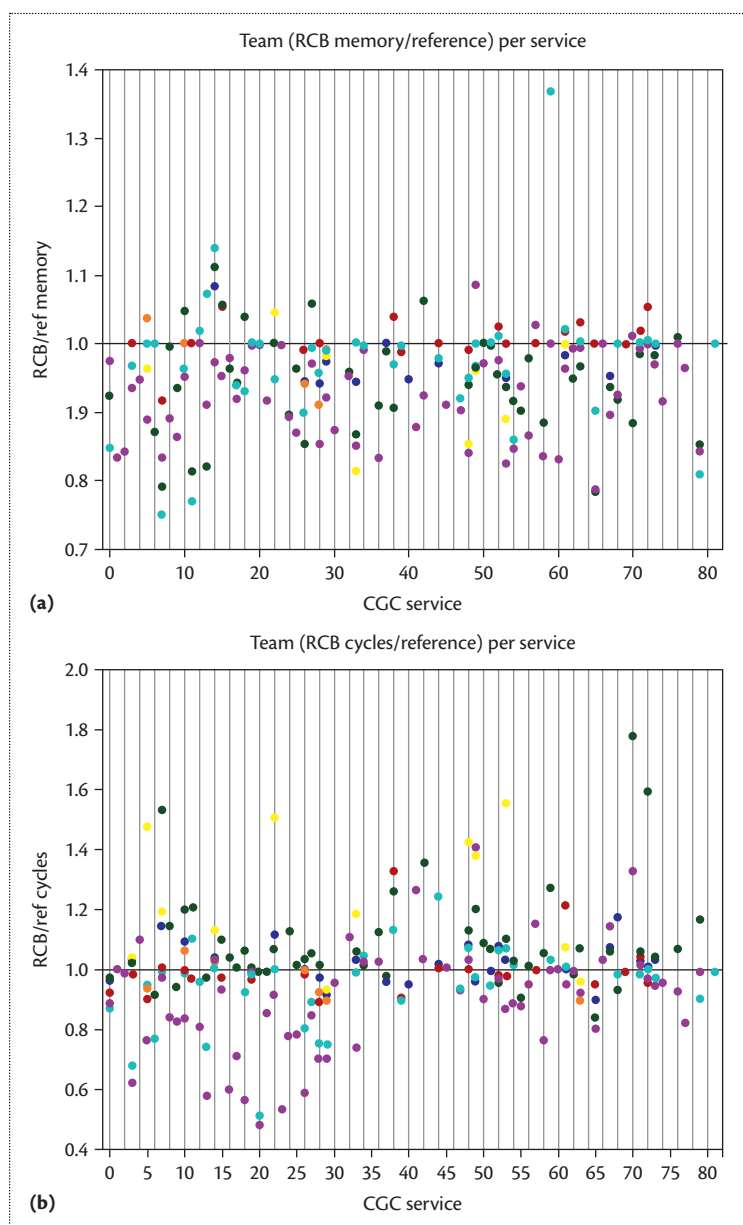 Team (RCB memory/reference) per service
1.4
1.3
1.2
1.1
1.0
0.9
0.8
0.7
RCB/ref memory
0 10 20 30 40 50 60 70 80
(a)
CGC service
Team (RCB cycles/reference) per service
2.0
1.8
1.6
1.4
1.2
1.0
0.8
0.6
0.4
RCB/ref cycles
0 5 10 15 20 25 30 35 40 45 50 55 60 65 70 75 80
(b)
CGC service